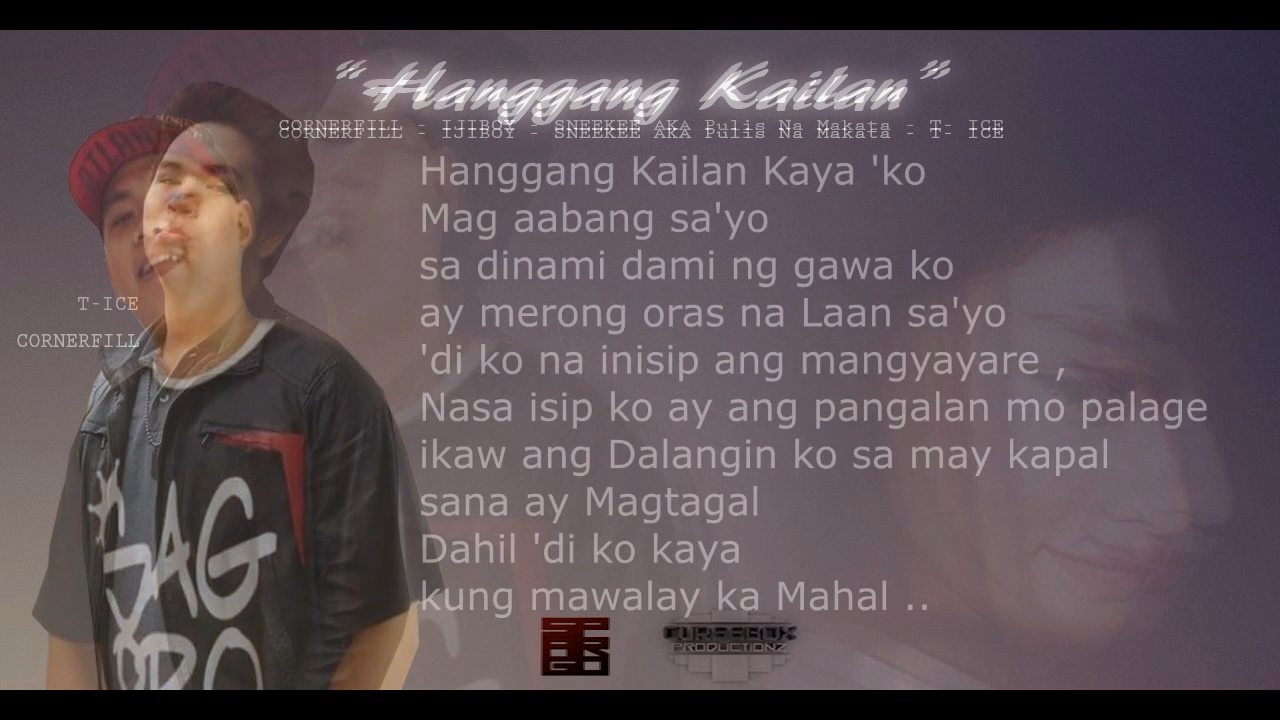 “Hanggang Kailan”
CORNERFILL - IJIBOY - SNEEKEE AKA Pulis Na Makata - T- ICE
Hanggang Kailan Kaya 'ko
Mag aabang sa'yo
sa dinami dami ng gawa ko
ay merong oras na Laan sa'yo
'di ko na inisip ang mangyayare ,
Nasa isip ko ay ang pangalan mo palage
ikaw ang Dalangin ko sa may kapal
sana ay Magtagal
Dahil 'di ko kaya
kung mawalay ka Mahal ..
T-ICE
CORNERFILL
PRODUCTIONZ